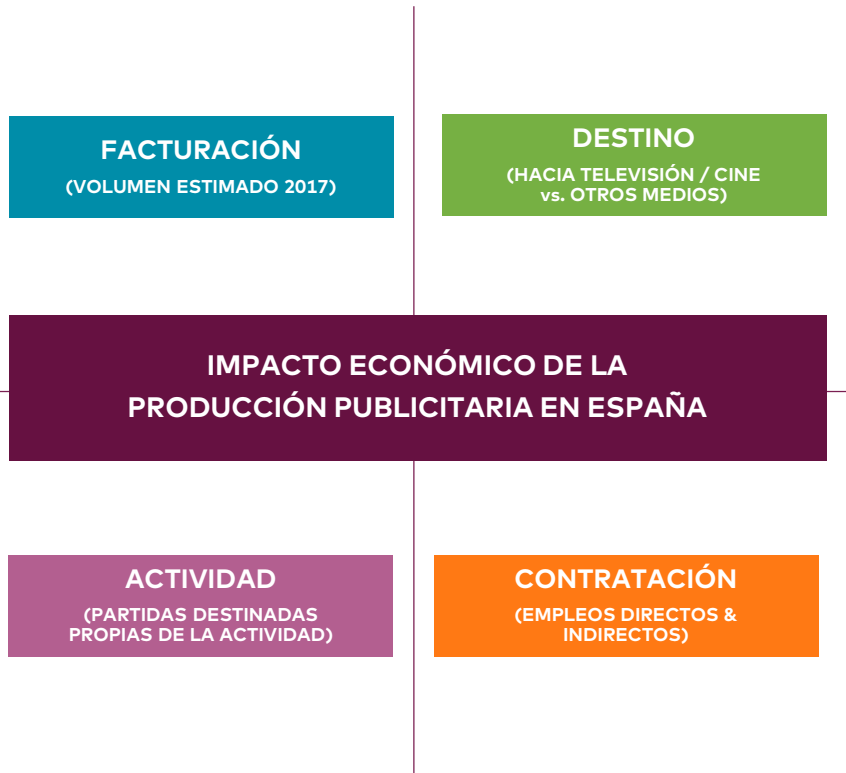 FACTURACIÓN
(VOLUMEN ESTIMADO 2017)
DESTINO
(HACIA TELEVISIÓN / CINE
vs. OTROS MEDIOS)
IMPACTO ECONÓMICO DE LA
PRODUCCIÓN PUBLICITARIA EN ESPAÑA
ACTIVIDAD
(PARTIDAS DESTINADAS
PROPIAS DE LA ACTIVIDAD)
CONTRATACIÓN
(EMPLEOS DIRECTOS &
INDIRECTOS)